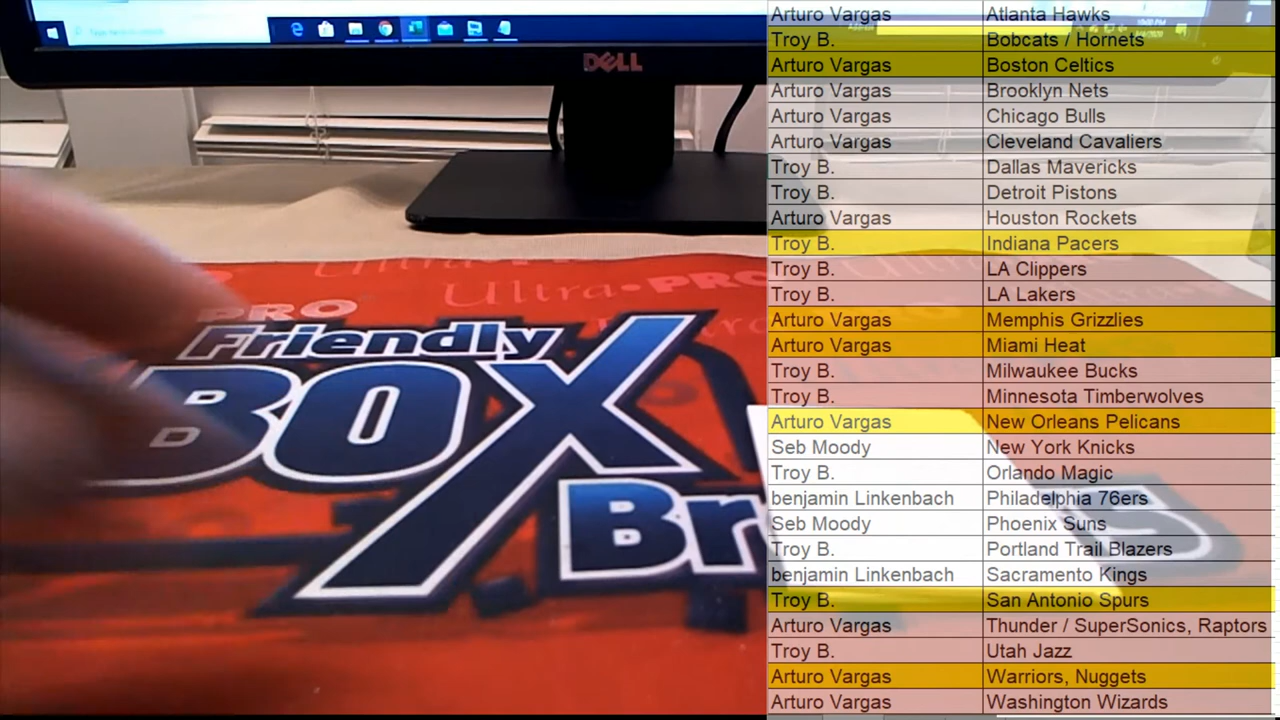 DELL
Ultra PRO
Ultra•PRO
PRO
Friendly
BOX
Br
Arturo Vargas Atlanta Hawks
Troy B. Bobcats / Hornets
Arturo Vargas Boston Celtics
Arturo Vargas Brooklyn Nets
Arturo Vargas Chicago Bulls
Arturo Vargas Cleveland Cavaliers
Troy B. Dallas Mavericks
Troy B. Detroit Pistons
Arturo Vargas Houston Rockets
Troy B. Indiana Pacers
Troy B. LA Clippers
Troy B. LA Lakers
Arturo Vargas Memphis Grizzlies
Arturo Vargas Miami Heat
Troy B. Milwaukee Bucks
Troy B. Minnesota Timberwolves
Arturo Vargas New Orleans Pelicans
Seb Moody New York Knicks
Troy B. Orlando Magic
benjamin Linkenbach Philadelphia 76ers
Seb Moody Phoenix Suns
Troy B. Portland Trail Blazers
benjamin Linkenbach Sacramento Kings
Troy B. San Antonio Spurs
Arturo Vargas Thunder / SuperSonics, Raptors
Troy B. Utah Jazz
Arturo Vargas Warriors, Nuggets
Arturo Vargas Washington Wizards